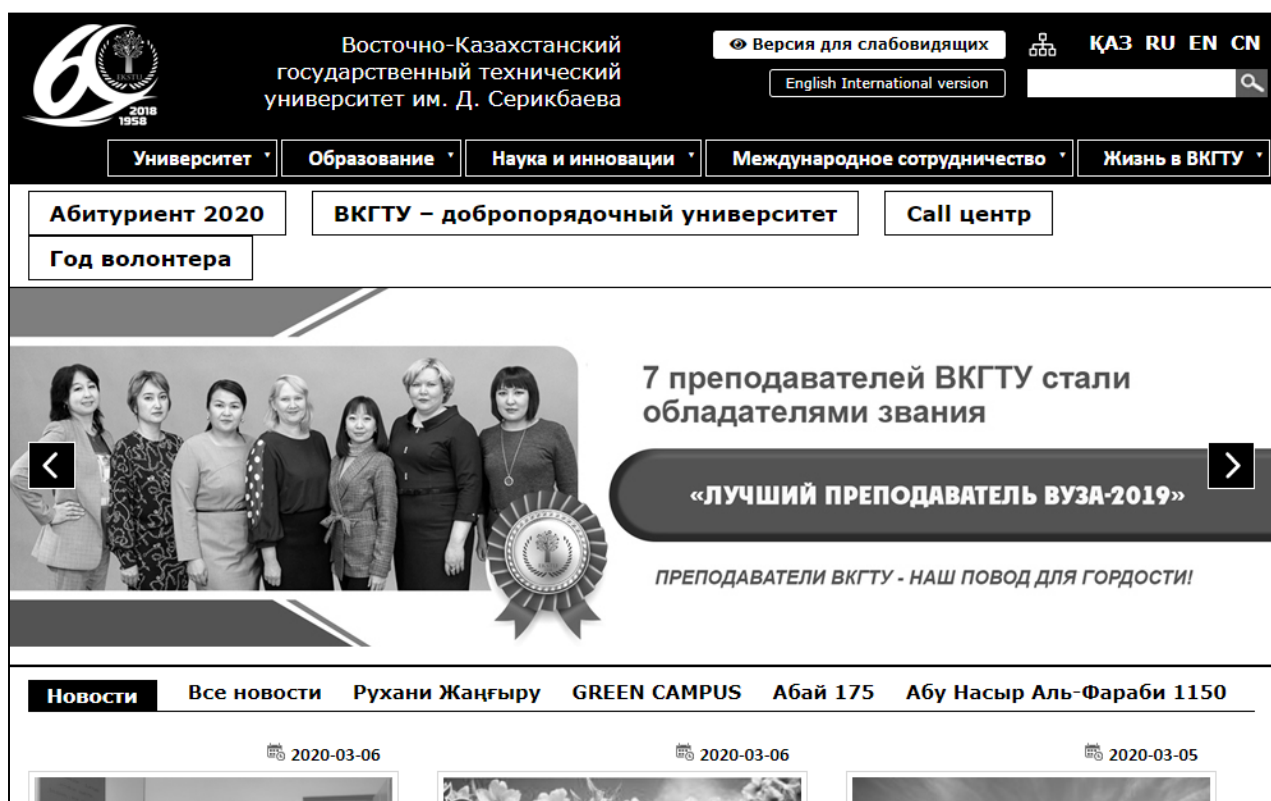 EKSTU
2018
1958
Восточно-Казахстанский
государственный технический
университет им. Д. Серикбаева
Версия для слабовидящих
ҚАЗ RU EN CN
English International version
Университет
Образование
Наука и инновации
Международное сотрудничество
Жизнь в ВКГТУ
Абитуриент 2020
ВКГТУ – добропорядочный университет
Call центр
Год волонтера
7 преподавателей ВКГТУ стали
обладателями звания
«ЛУЧШИЙ ПРЕПОДАВАТЕЛЬ ВУЗА-2019»
ПРЕПОДАВАТЕЛИ ВКГТУ - НАШ ПОВОД ДЛЯ ГОРДОСТИ!
Новости
Все новости
Рухани Жаңғыру
GREEN CAMPUS
Абай 175
Абу Насыр Аль-Фараби 1150
2020-03-06
2020-03-06
2020-03-05